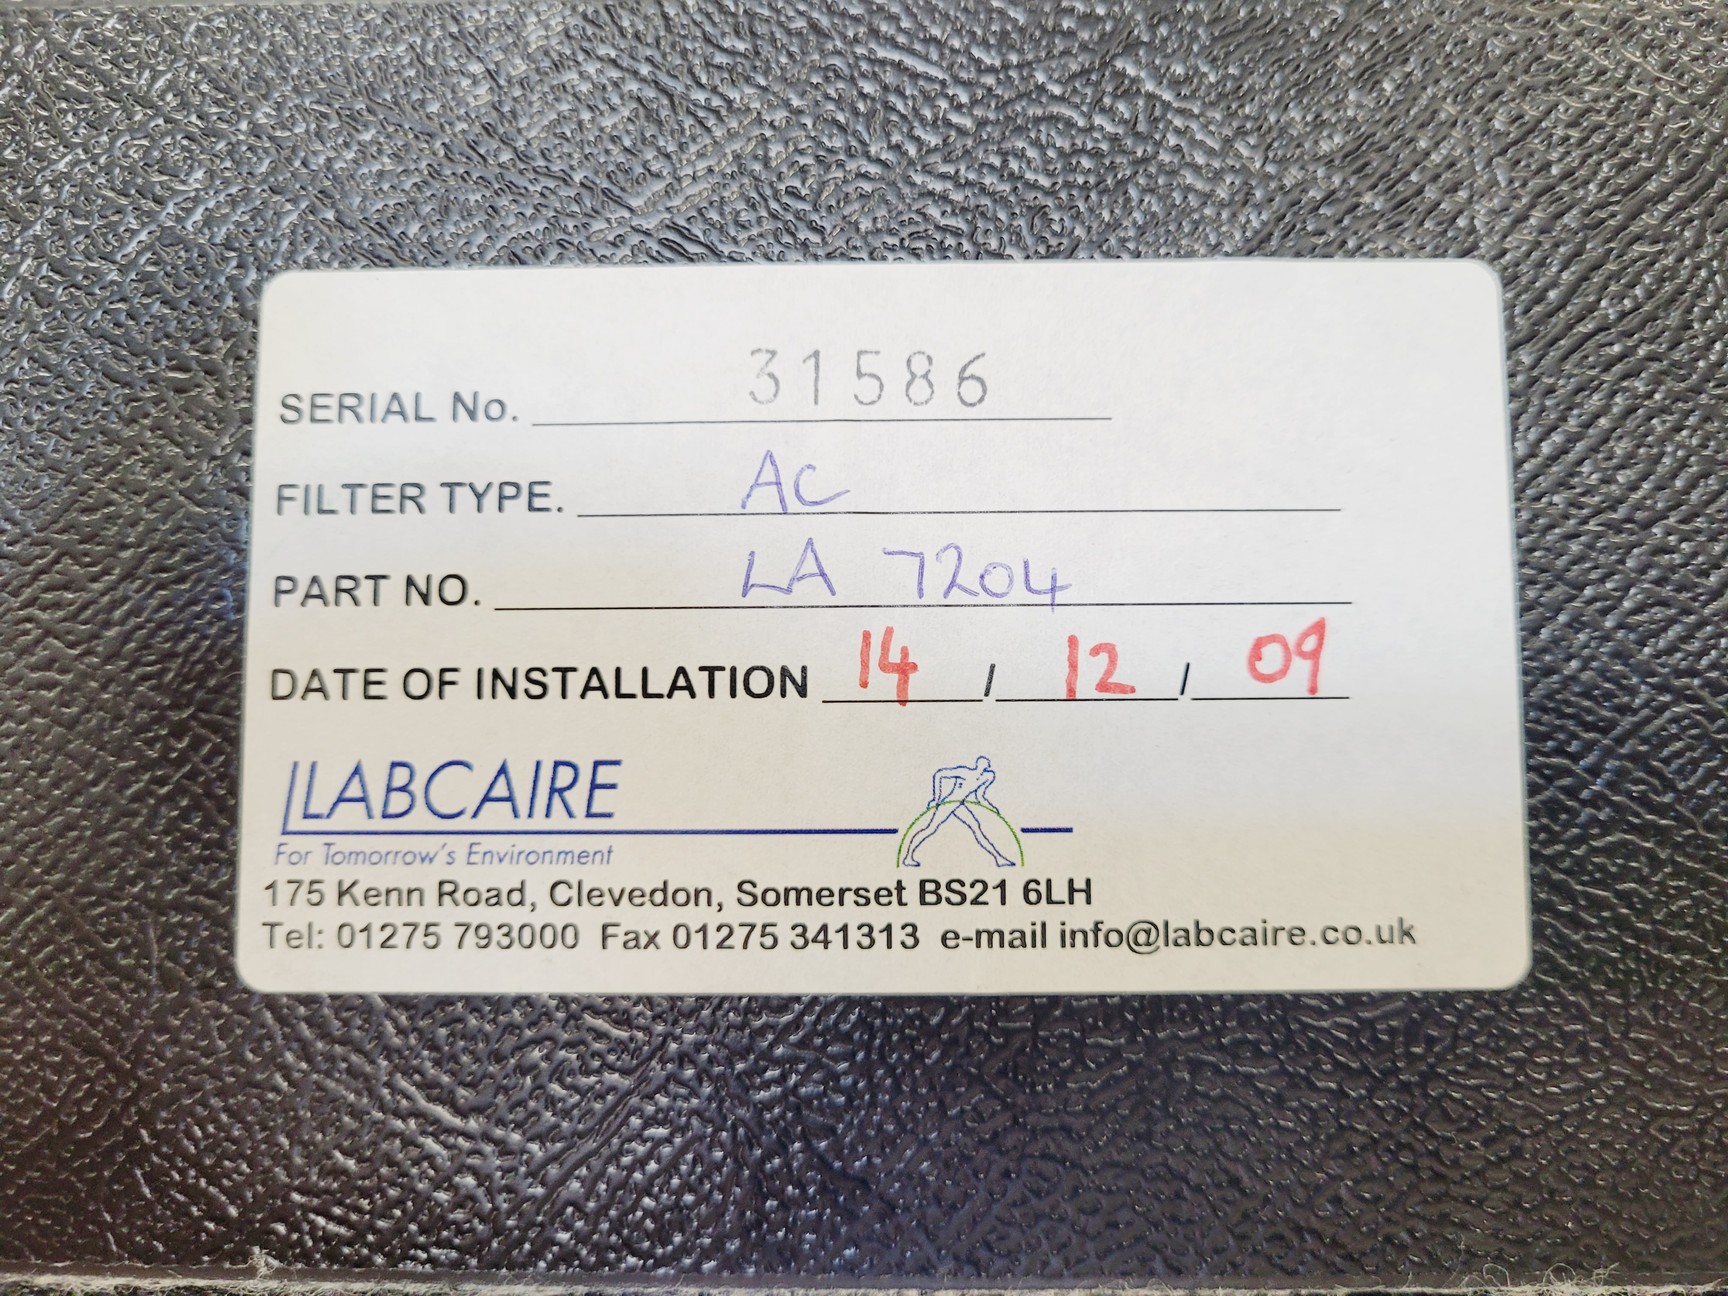 SERIAL No. 31586
FILTER TYPE. AC
PART NO. LA 7204
DATE OF INSTALLATION 14 / 12 / 09
LABCAIRE
For Tomorrow's Environment
175 Kenn Road, Clevedon, Somerset BS21 6LH
Tel: 01275 793000 Fax 01275 341313 e-mail info@labcaire.co.uk